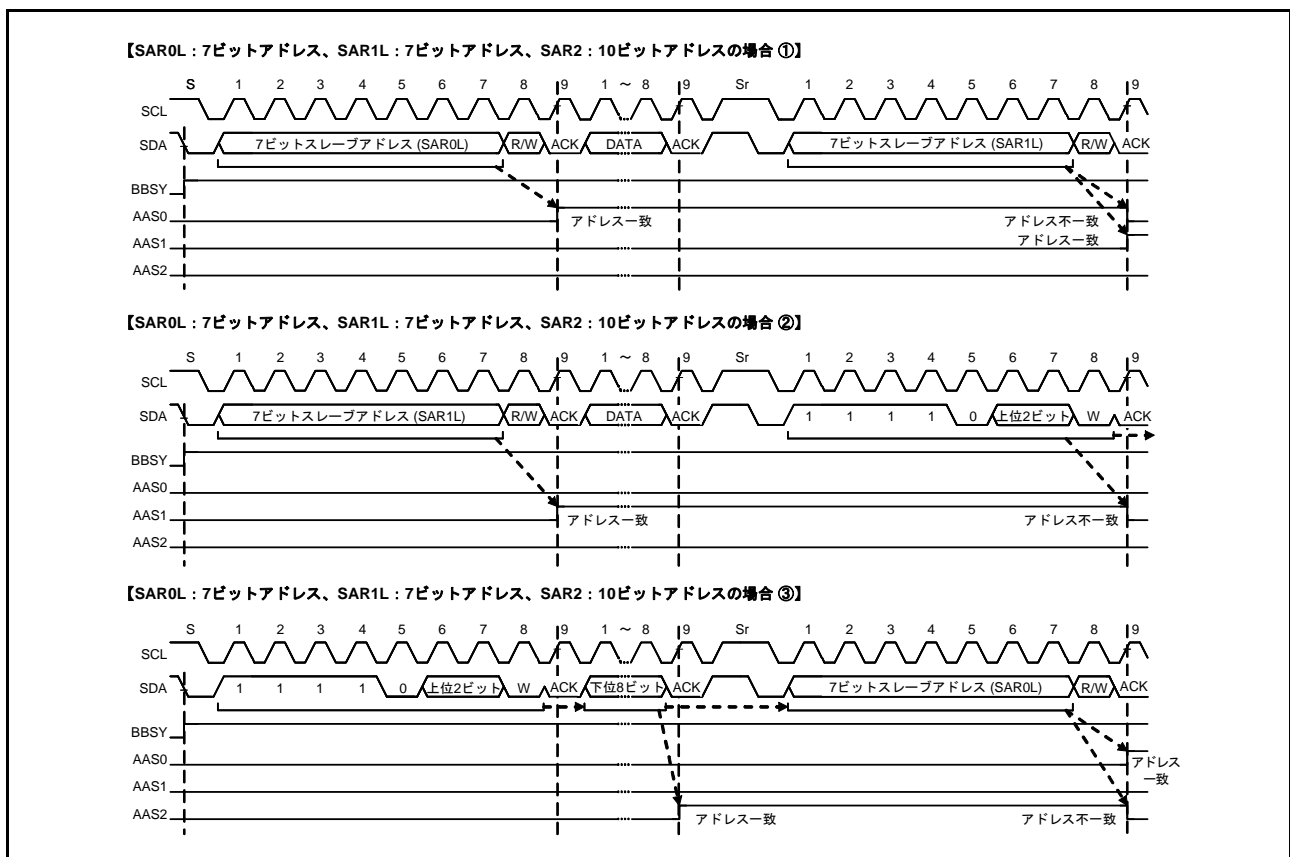 【SAR0L：7ビットアドレス、SAR1L：7ビットアドレス、SAR2：10ビットアドレスの場合 ①】
S 1 2 3 4 5 6 7 8 9 1 ～ 8 9 Sr 1 2 3 4 5 6 7 8 9
SCL
SDA 7ビットスレーブアドレス (SAR0L) R/W ACK DATA ACK 7ビットスレーブアドレス (SAR1L) R/W ACK
BBSY
AAS0 アドレス一致 アドレス不一致
AAS1 アドレス一致
AAS2
【SAR0L：7ビットアドレス、SAR1L：7ビットアドレス、SAR2：10ビットアドレスの場合 ②】
S 1 2 3 4 5 6 7 8 9 1 ～ 8 9 Sr 1 2 3 4 5 6 7 8 9
SCL
SDA 7ビットスレーブアドレス (SAR1L) R/W ACK DATA ACK 1 1 1 1 0 上位2ビット W ACK
BBSY
AAS0
AAS1 アドレス一致 アドレス不一致
AAS2
【SAR0L：7ビットアドレス、SAR1L：7ビットアドレス、SAR2：10ビットアドレスの場合 ③】
S 1 2 3 4 5 6 7 8 9 1 ～ 8 9 Sr 1 2 3 4 5 6 7 8 9
SCL
SDA 1 1 1 1 0 上位2ビット W ACK 下位8ビット ACK 7ビットスレーブアドレス (SAR0L) R/W ACK
BBSY
AAS0 アドレス
一致
AAS1
AAS2 アドレス一致 アドレス不一致